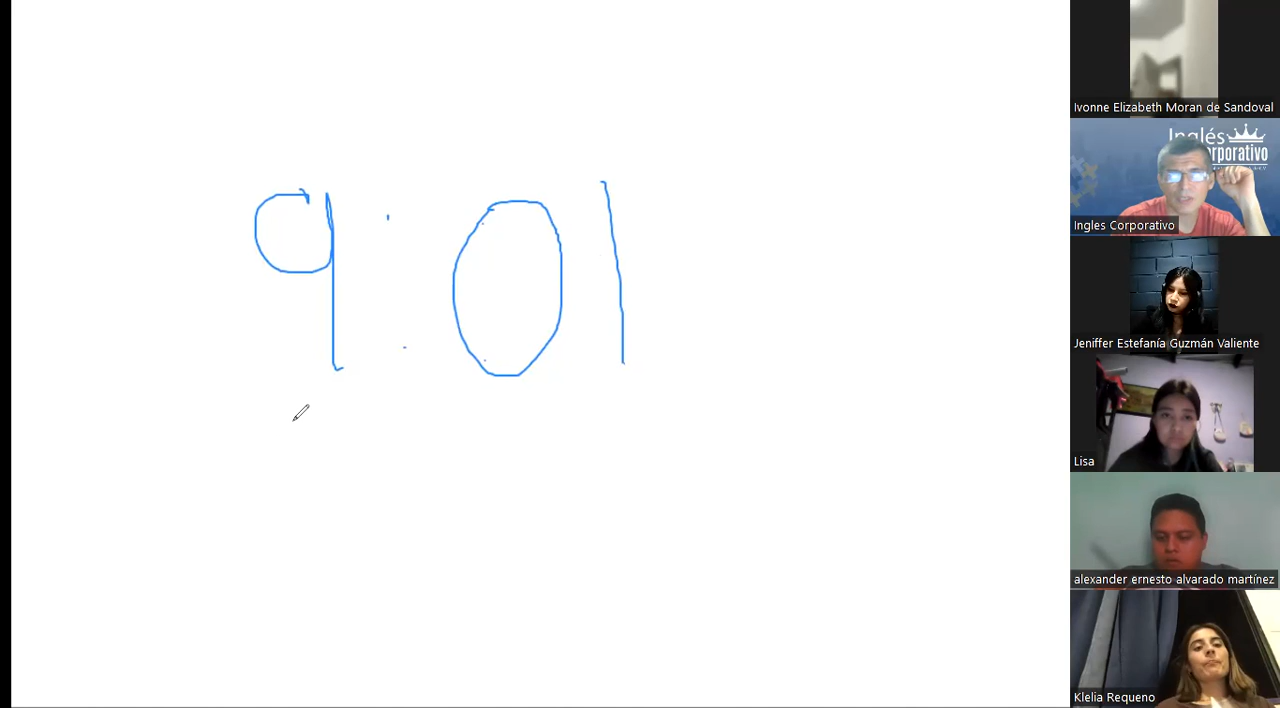 9:01
Ivonne Elizabeth Moran de Sandoval
Inglés
Ingles Corporativo
Jeniffer Estefanía Guzmán Valiente
Lisa
alexander ernesto alvarado martínez
Klelia Requeno